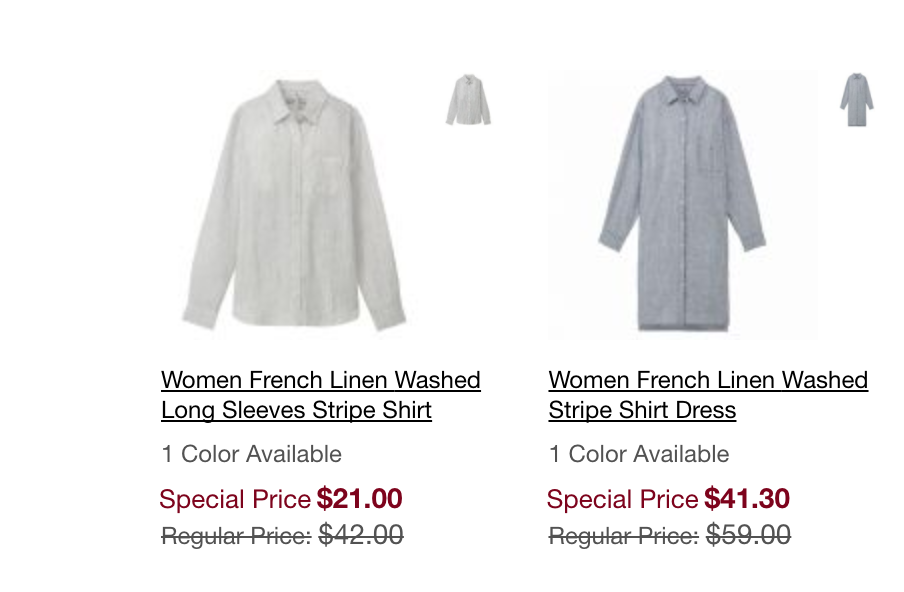 Women French Linen Washed
Long Sleeves Stripe Shirt
1 Color Available
Special Price $21.00
Regular Price: $42.00
Women French Linen Washed
Stripe Shirt Dress
1 Color Available
Special Price $41.30
Regular Price: $59.00